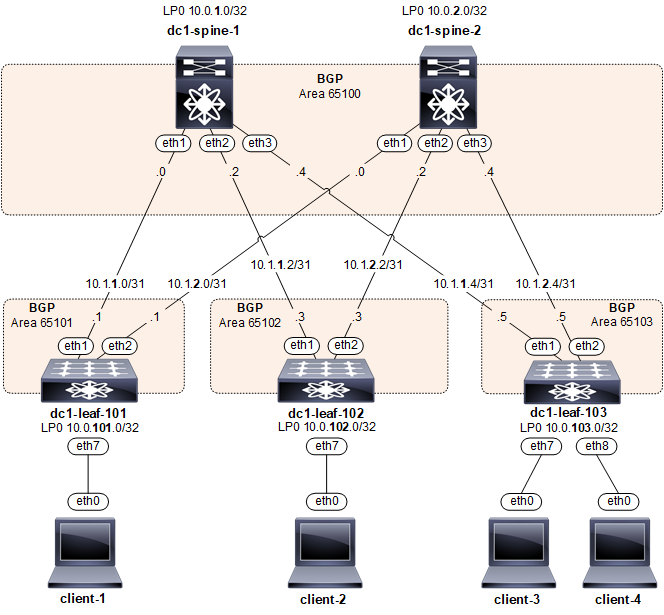 LP0 10.0.1.0/32
dc1-spine-1
LP0 10.0.2.0/32
dc1-spine-2
BGP
Area 65100
eth1
eth2
eth3
eth1
eth2
eth3
.0
.2
.4
.0
.2
.4
10.1.1.0/31
10.1.2.0/31
10.1.1.2/31
10.1.2.2/31
10.1.1.4/31
10.1.2.4/31
BGP
Area 65101
.1
.1
eth1
eth2
BGP
Area 65102
.3
.3
eth1
eth2
BGP
Area 65103
.5
.5
eth1
eth2
dc1-leaf-101
LP0 10.0.101.0/32
dc1-leaf-102
LP0 10.0.102.0/32
dc1-leaf-103
LP0 10.0.103.0/32
eth7
eth7
eth7
eth8
eth0
eth0
eth0
eth0
client-1
client-2
client-3
client-4